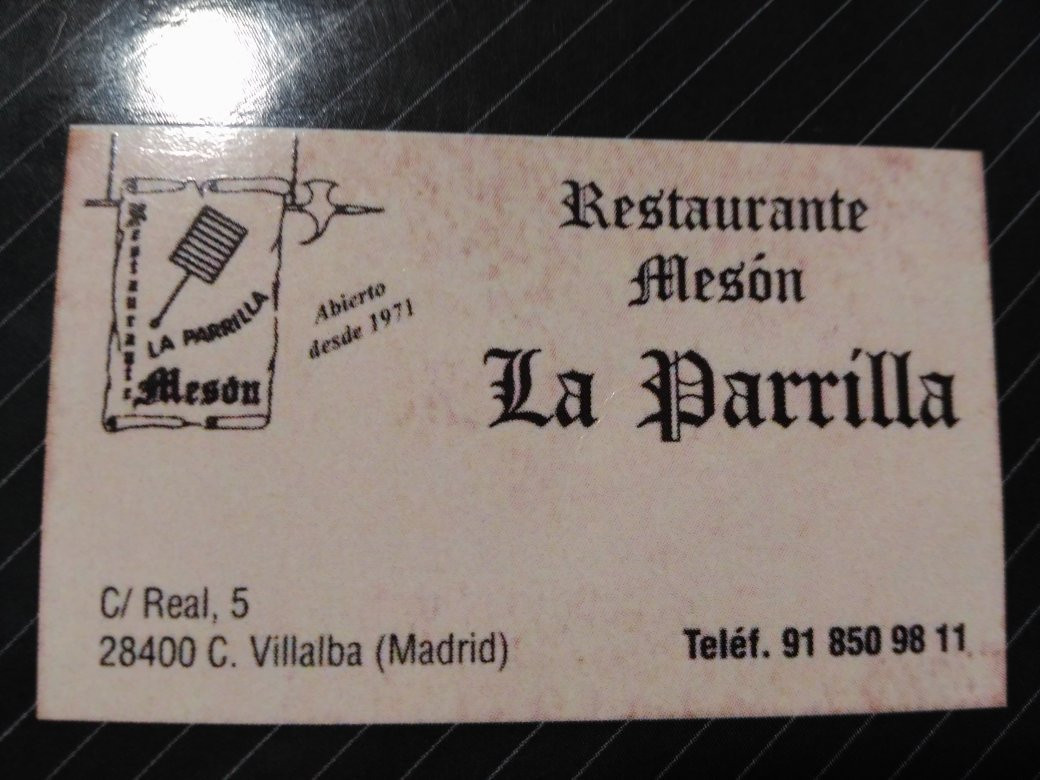 Restaurante
LA PARRILLA
Mesón
Abierto
desde 1971
Restaurante
Mesón
La Parrilla
C/ Real, 5
28400 C. Villalba (Madrid)
Teléf. 91 850 98 11